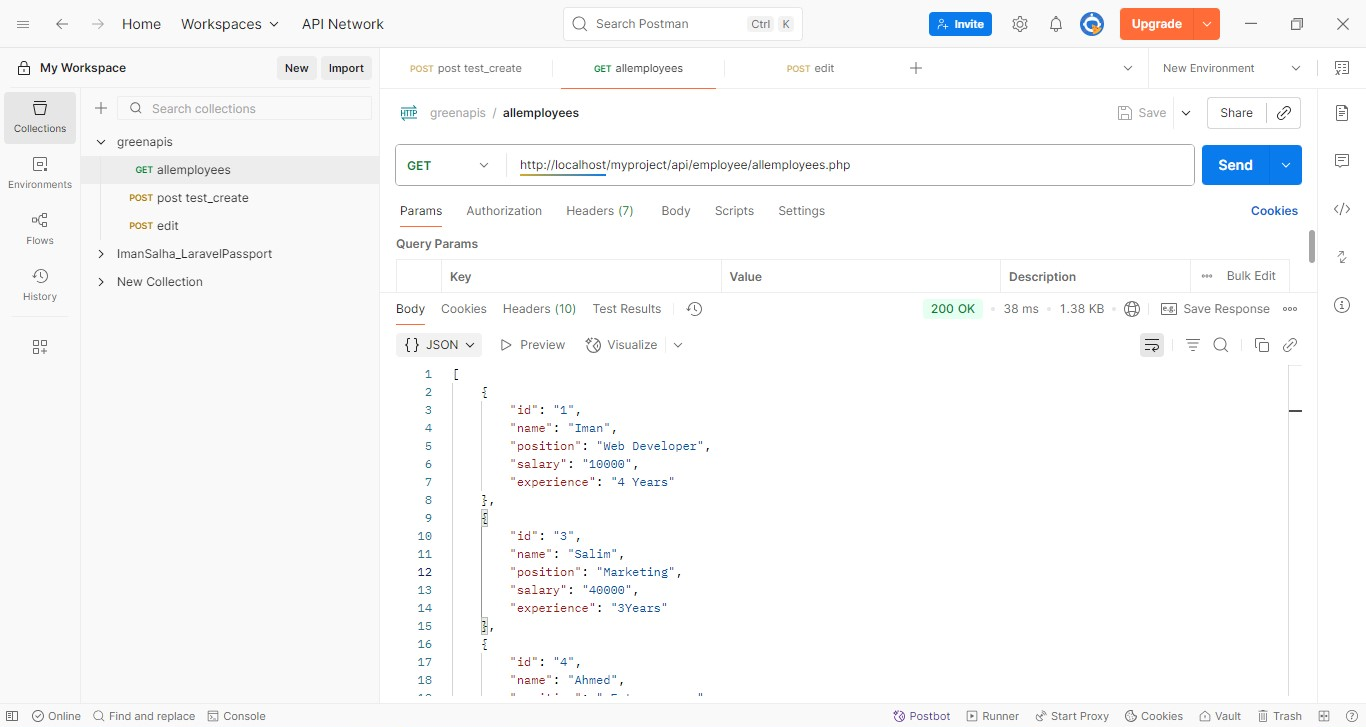 Home Workspaces API Network Search Postman Ctrl K Invite Upgrade
My Workspace New Import POST post test_create GET allemployees POST edit New Environment
Collections Search collections HTTP greenapis / allemployees Save Share
greenapis
GET allemployees GET http://localhost/myproject/api/employee/allemployees.php Send
Environments POST post test_create
POST edit Params Authorization Headers (7) Body Scripts Settings Cookies
Flows
ImanSalha_LaravelPassport Query Params
New Collection Key Value Description Bulk Edit
History
Body Cookies Headers (10) Test Results 200 OK 38 ms 1.38 KB e.g. Save Response
{} JSON Preview Visualize
1 [
2 {
3 "id": "1",
4 "name": "Iman",
5 "position": "Web Developer",
6 "salary": "10000",
7 "experience": "4 Years"
8 },
9 {
10 "id": "3",
11 "name": "Salim",
12 "position": "Marketing",
13 "salary": "40000",
14 "experience": "3Years"
15 },
16 {
17 "id": "4",
18 "name": "Ahmed",
Online Find and replace Console Postbot Runner Start Proxy Cookies Vault Trash